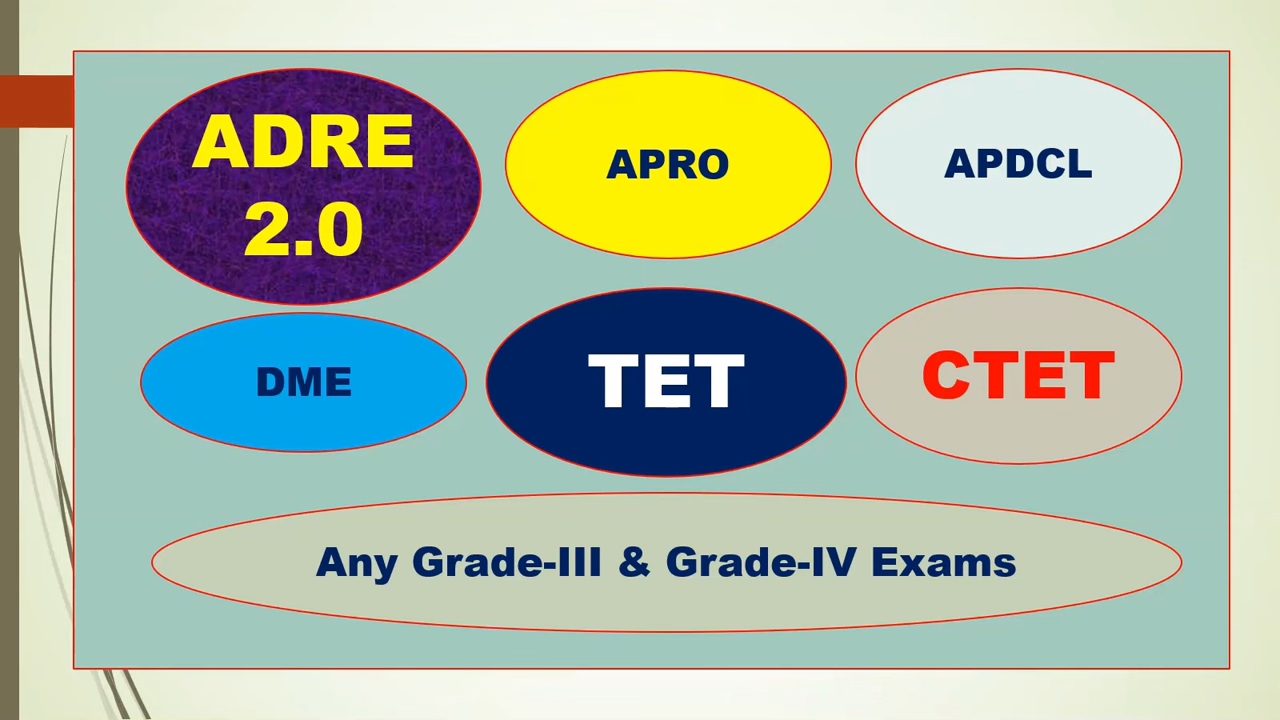 ADRE
2.0
APRO
APDCL
DME
TET
CTET
Any Grade-III & Grade-IV Exams